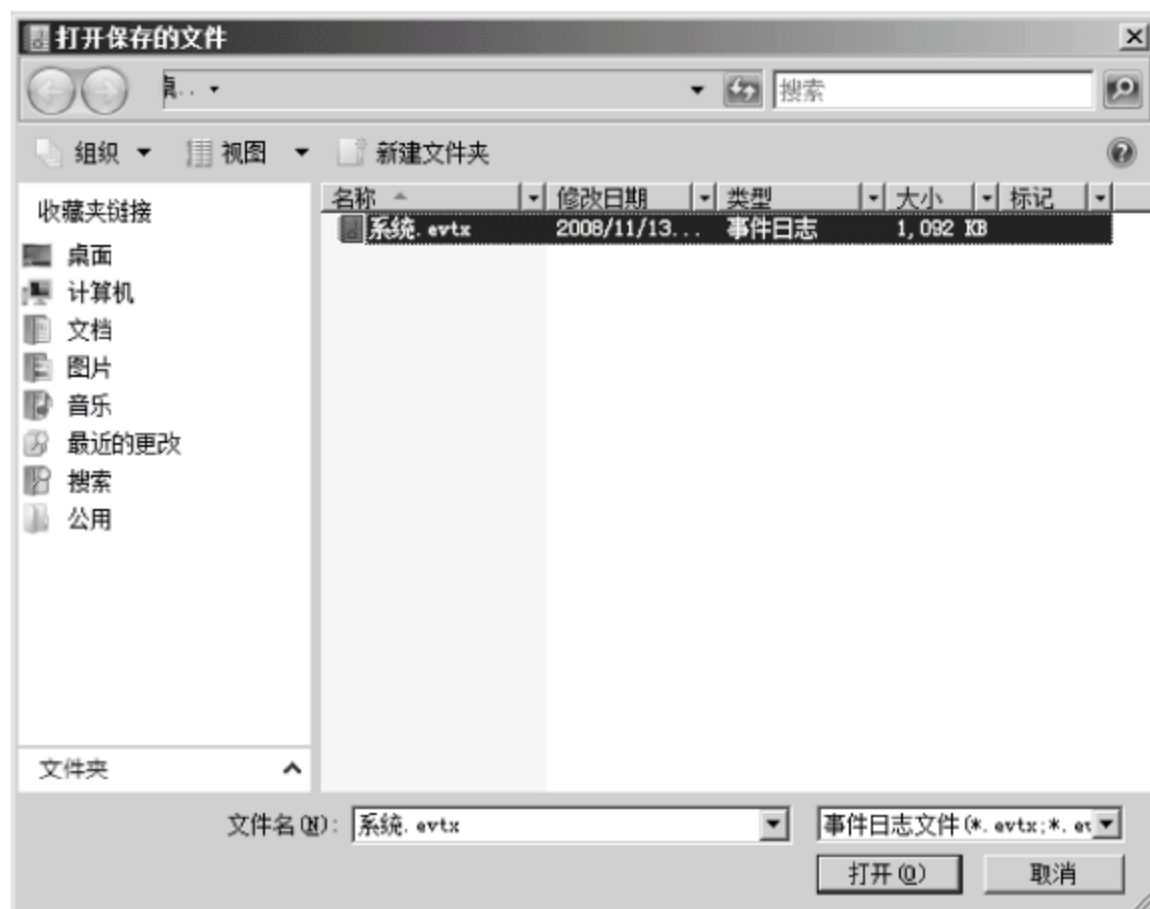 打开保存的文件
桌.. 搜索
组织 视图 新建文件夹
收藏夹链接
名称 修改日期 类型 大小 标记
系统.evtx 2008/11/13... 事件日志 1,092 KB
桌面
计算机
文档
图片
音乐
最近的更改
搜索
公用
文件夹
文件名(N): 系统.evtx 事件日志文件(*.evtx;*.ev
打开(O) 取消